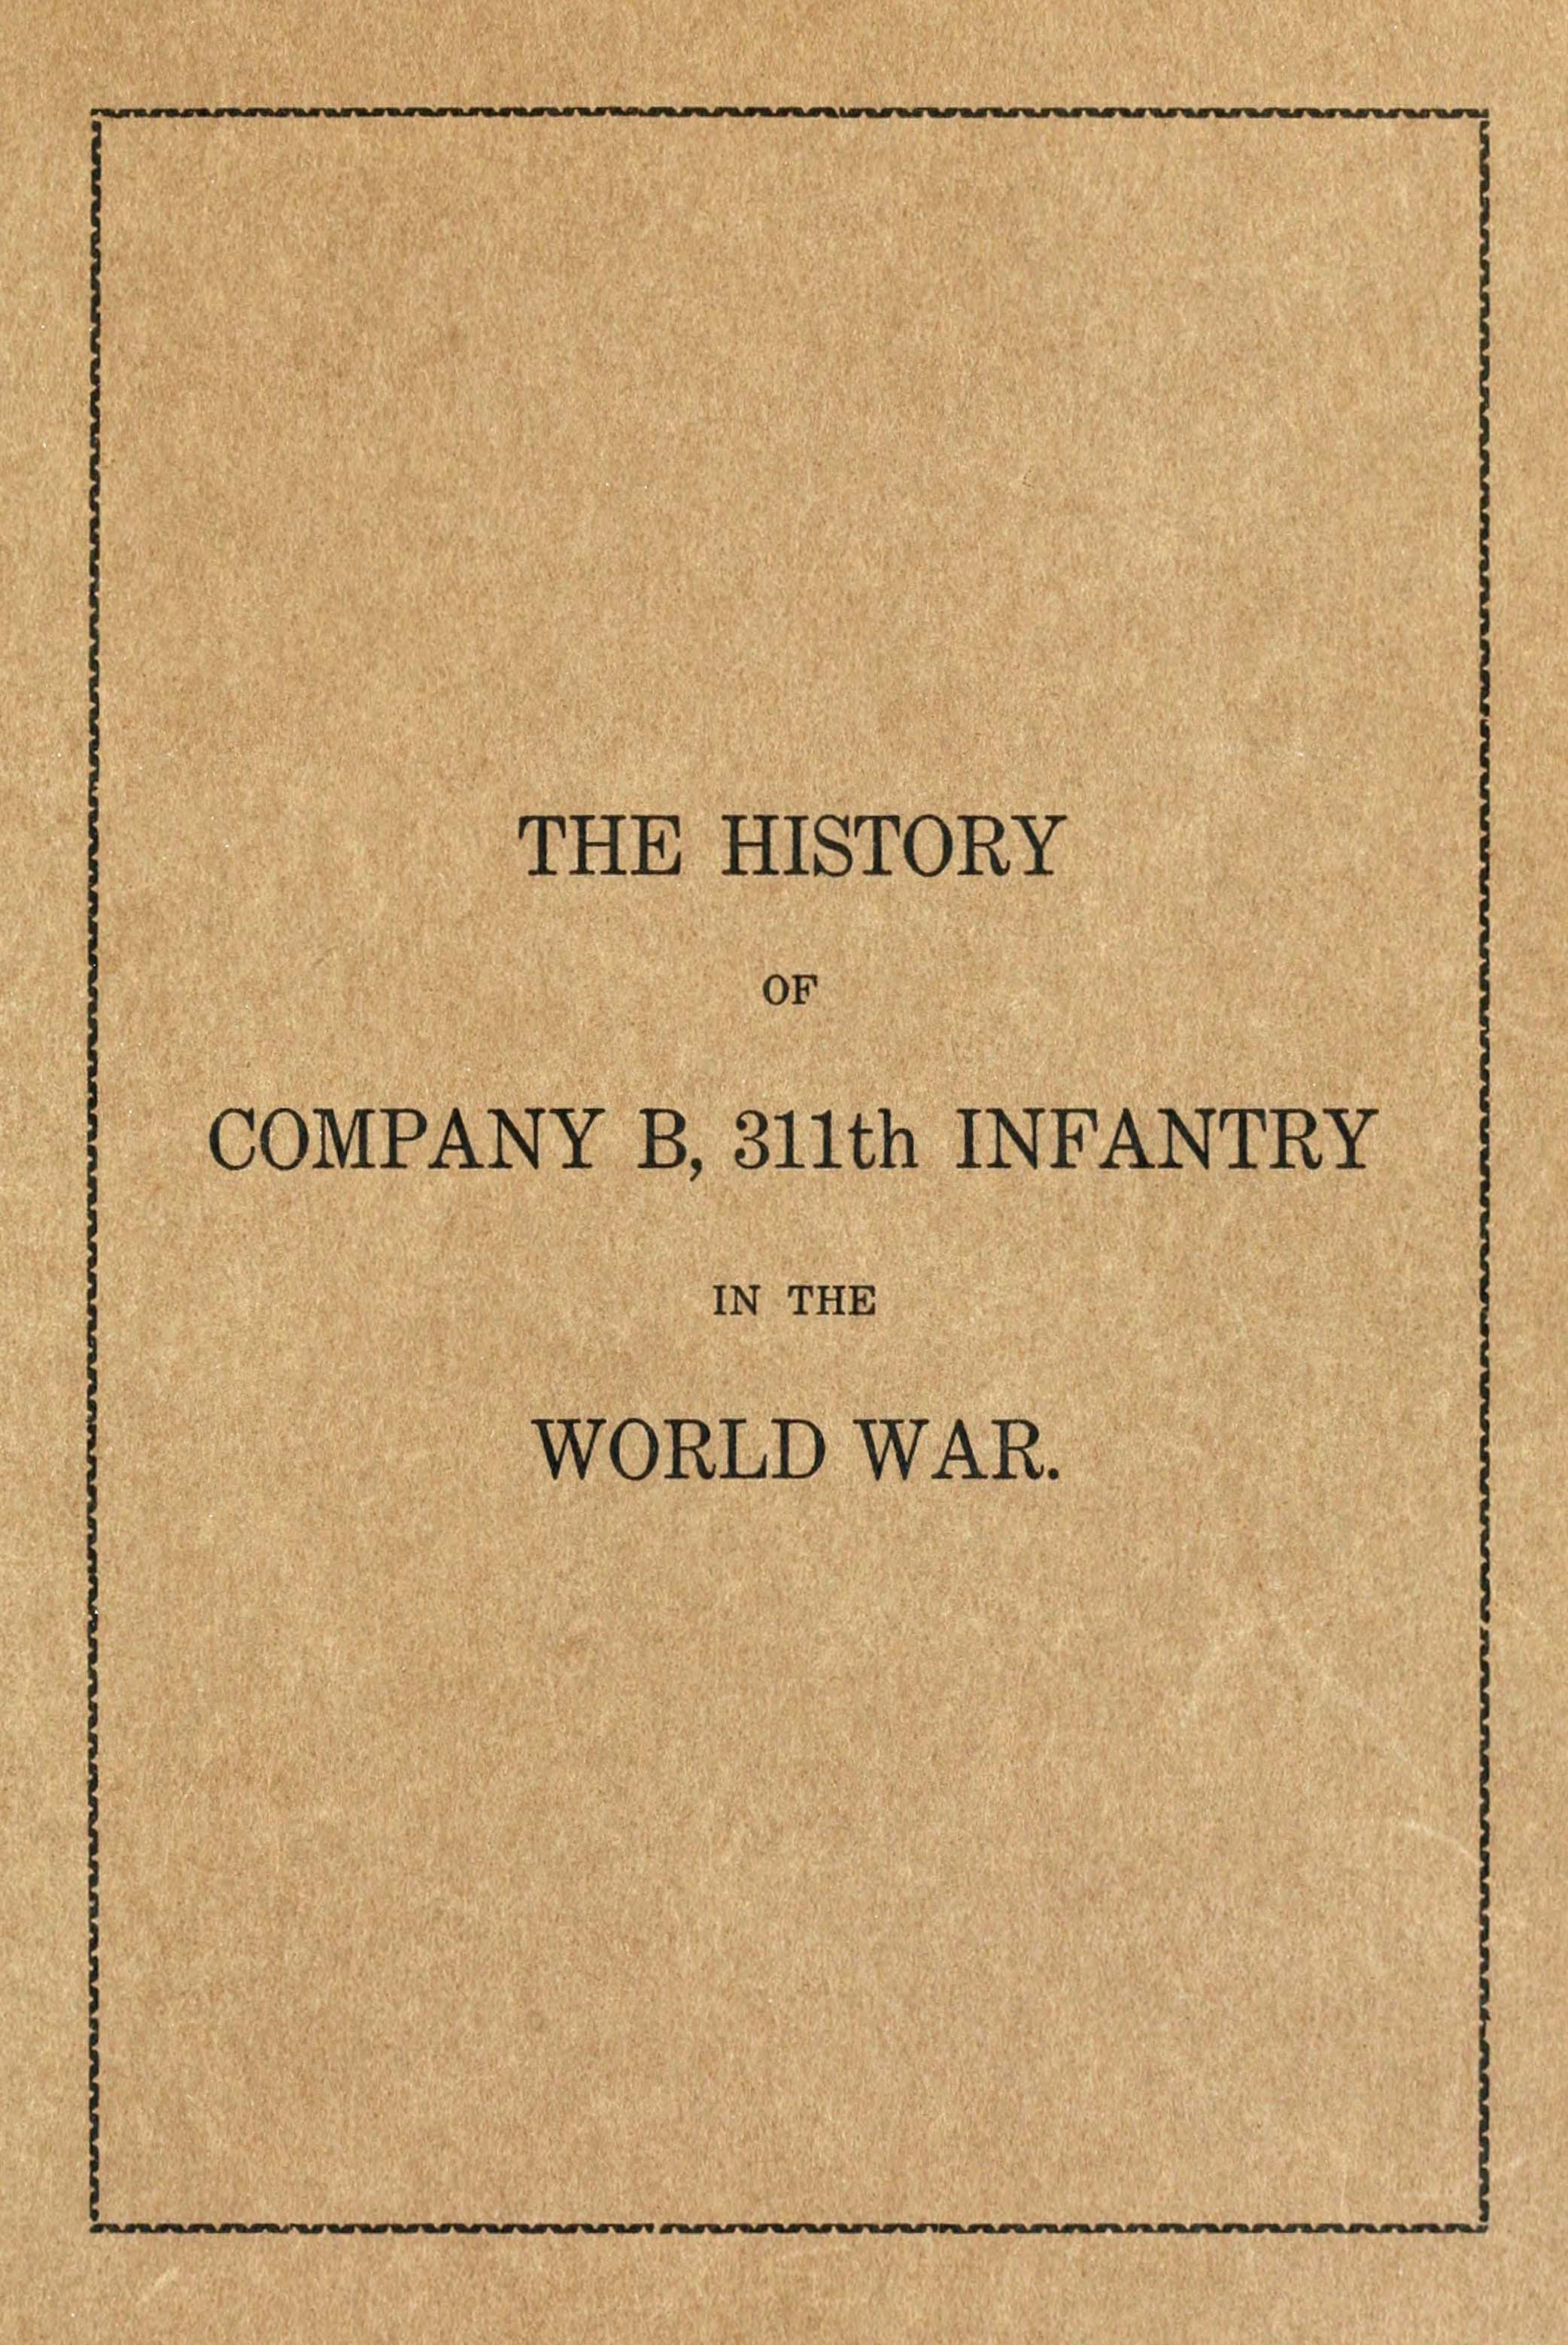 THE HISTORY
OF
COMPANY B, 311th INFANTRY
IN THE
WORLD WAR.